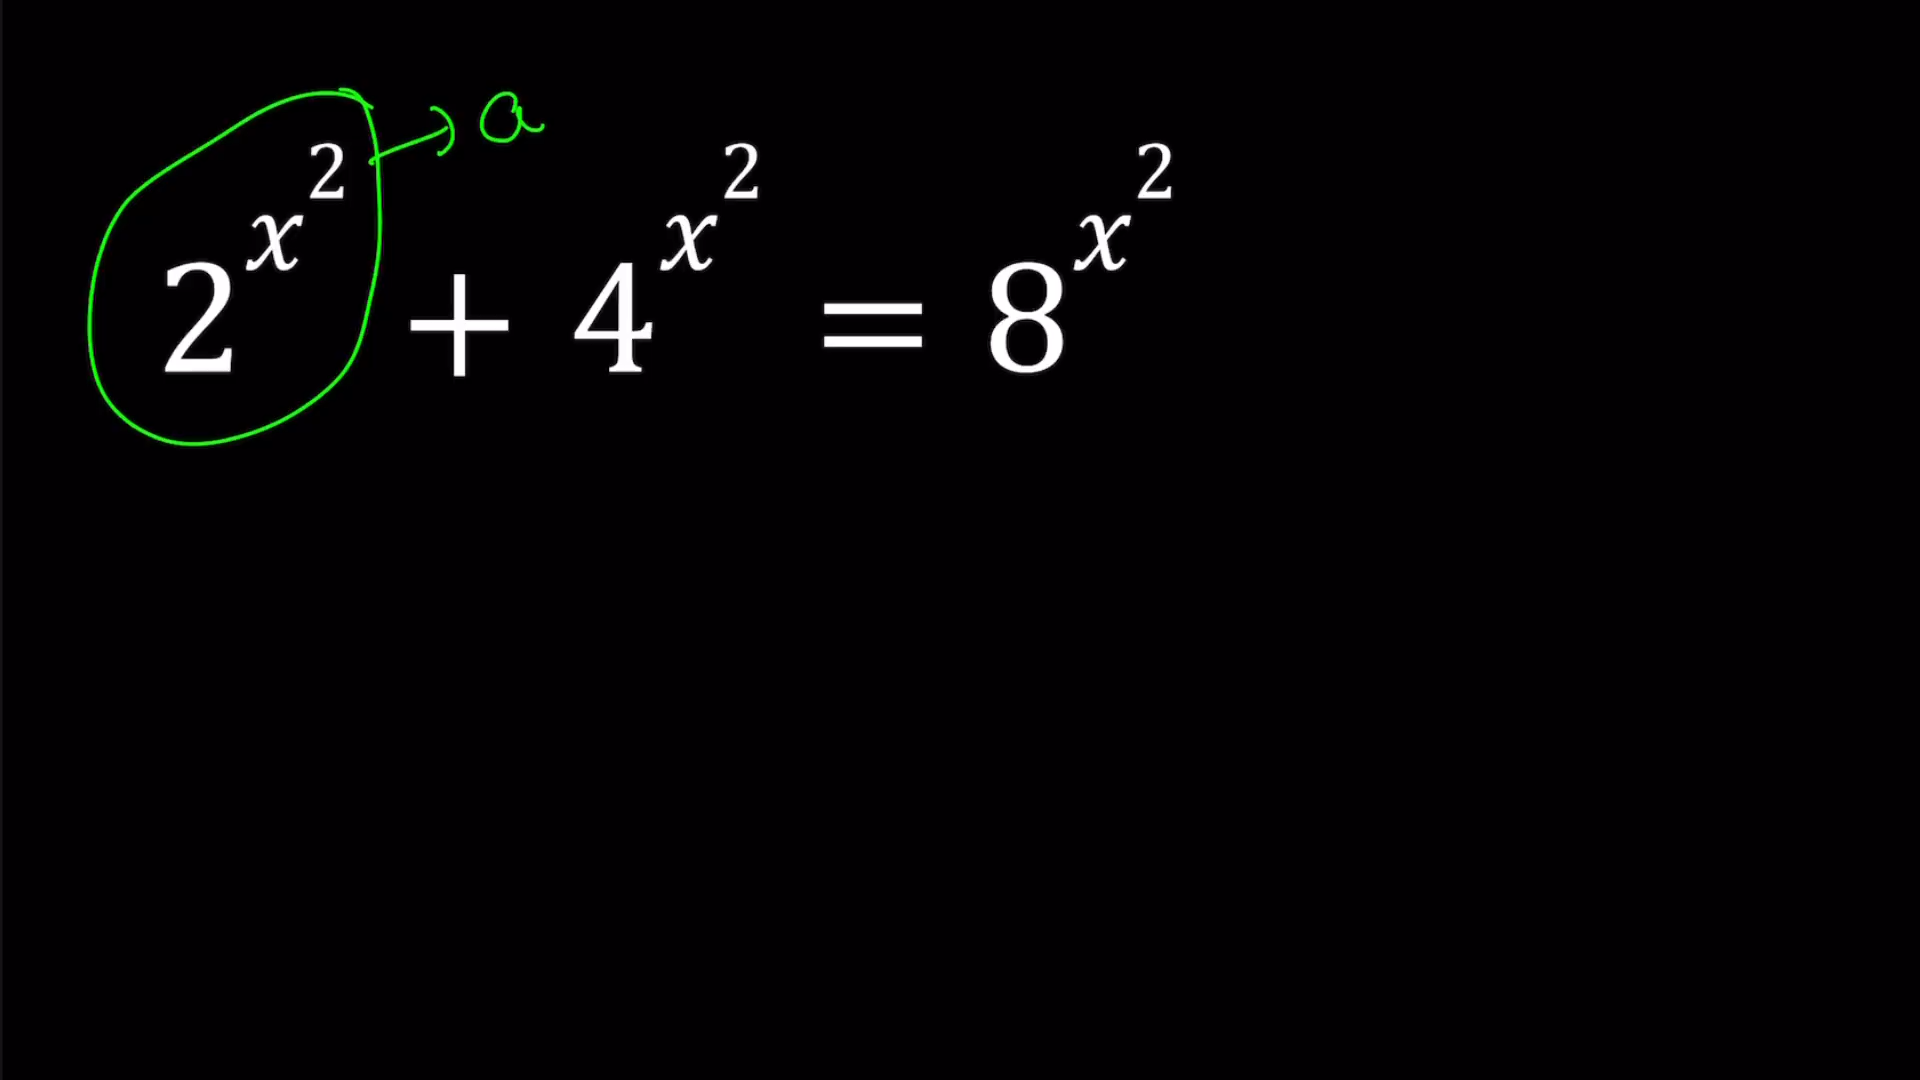 → a
2^{x^2} + 4^{x^2} = 8^{x^2}